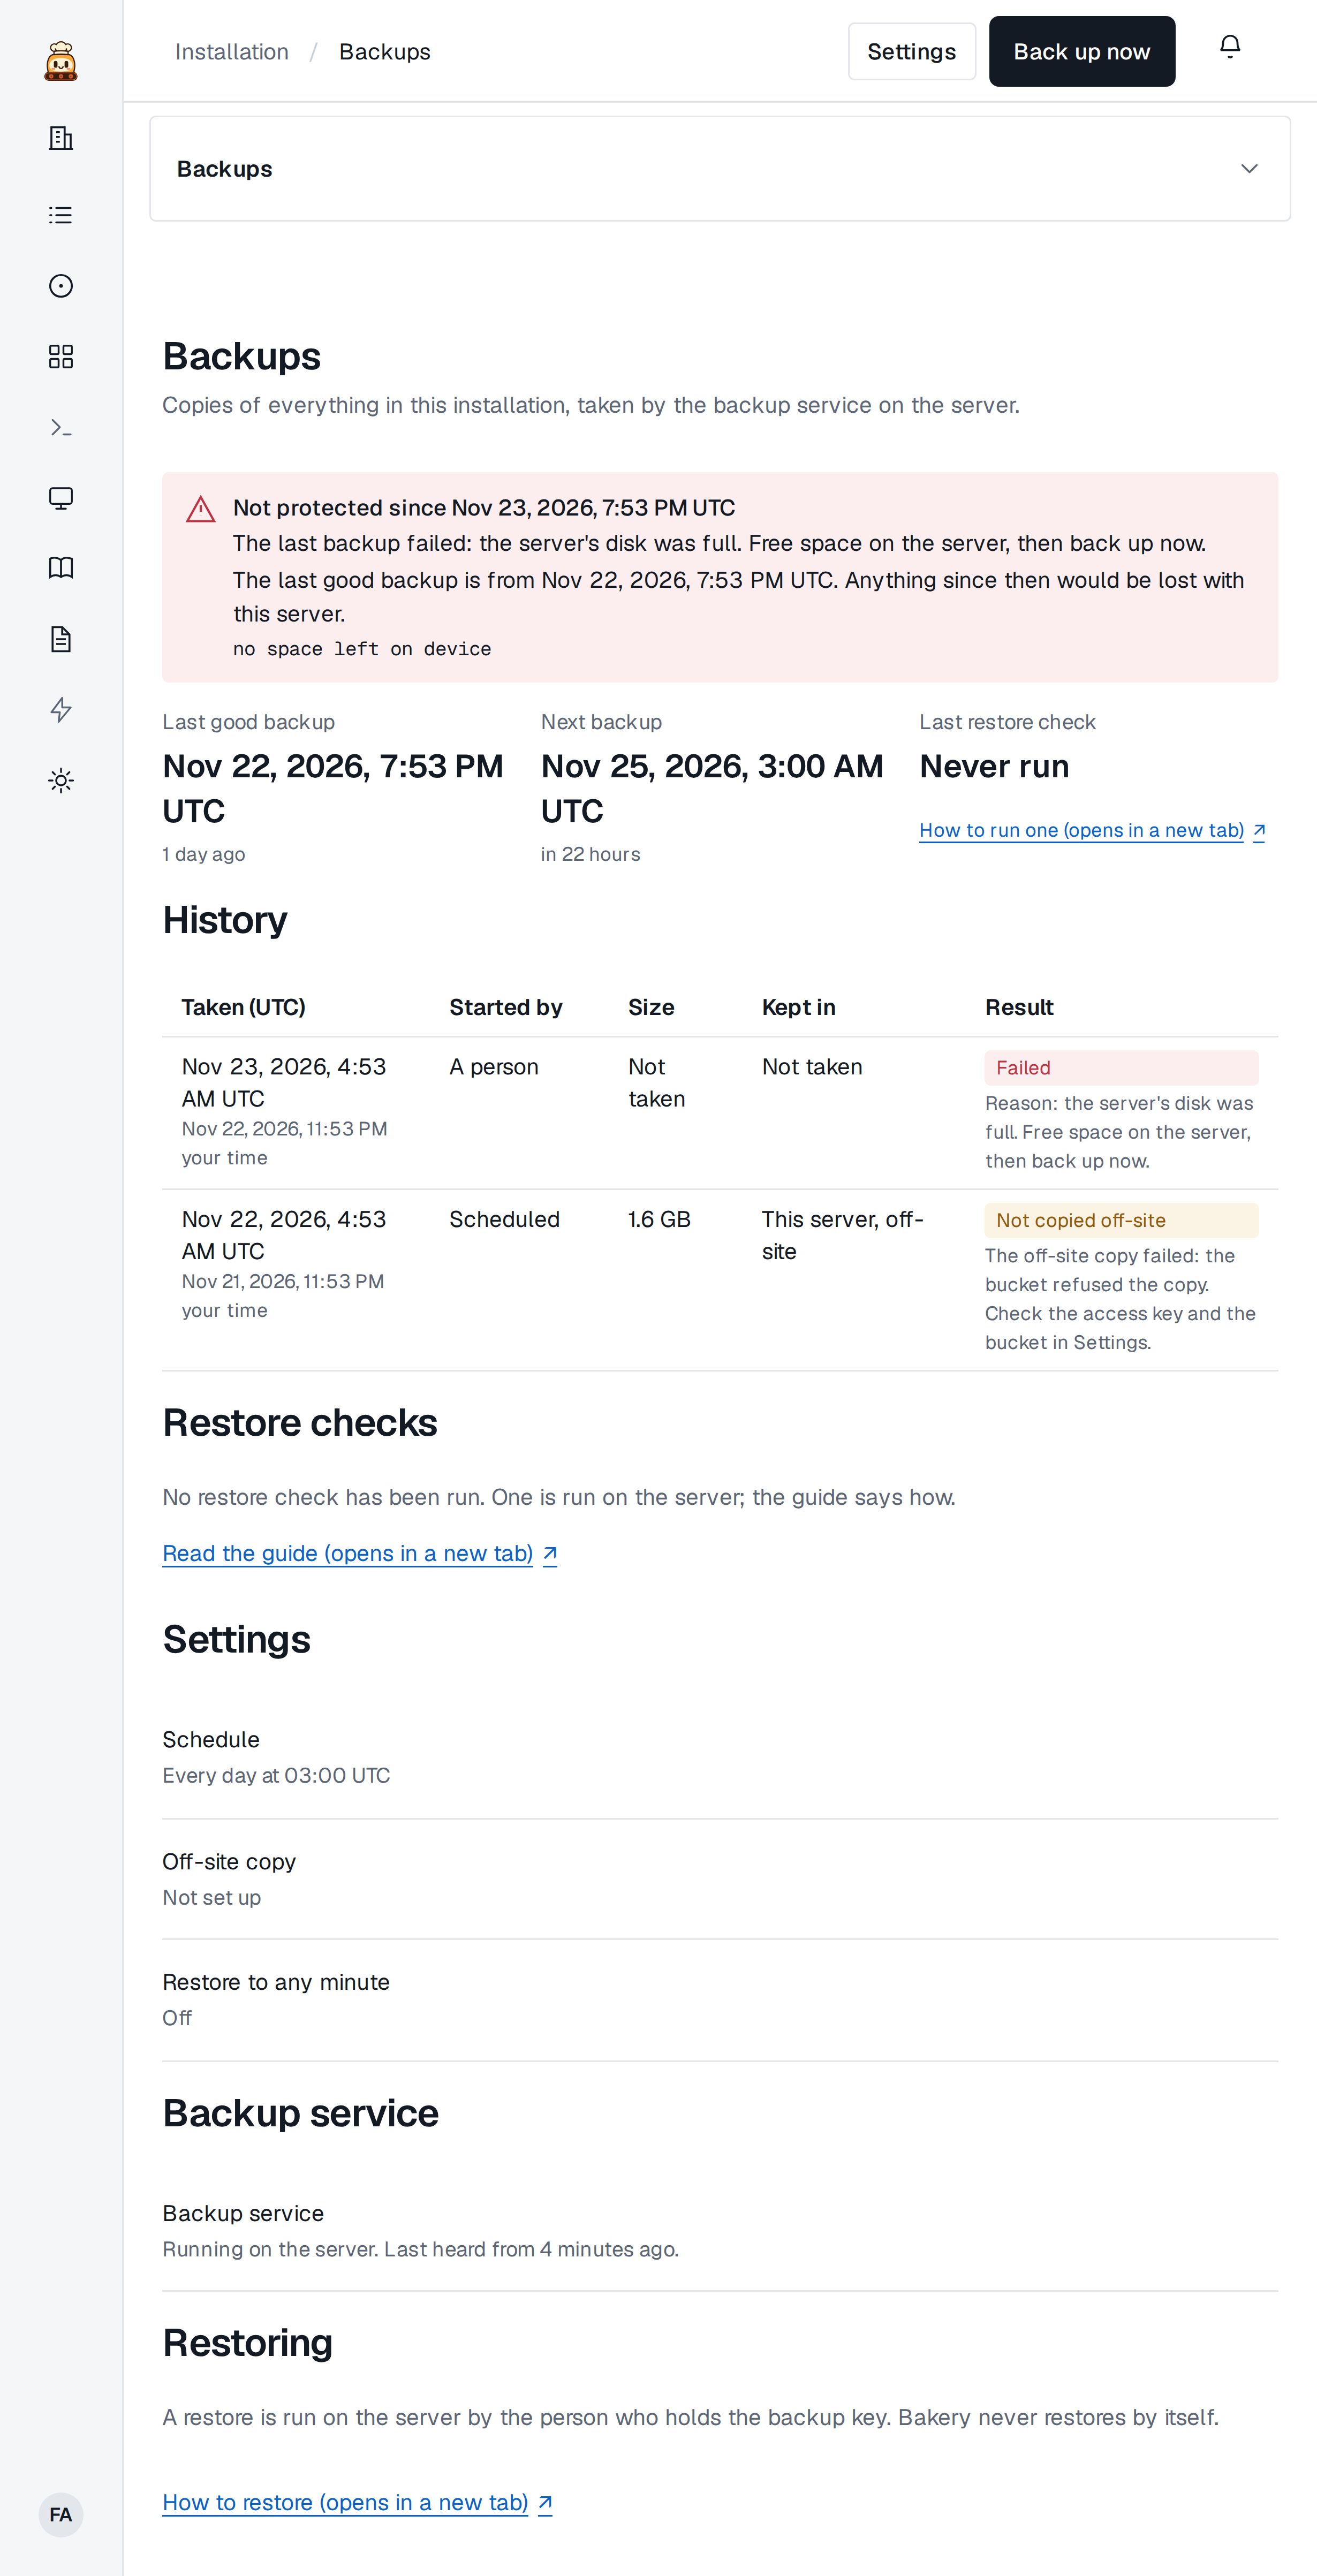 Installation / Backups
Settings
Back up now
Backups
Backups
Copies of everything in this installation, taken by the backup service on the server.
Not protected since Nov 23, 2026, 7:53 PM UTC
The last backup failed: the server's disk was full. Free space on the server, then back up now.
The last good backup is from Nov 22, 2026, 7:53 PM UTC. Anything since then would be lost with
this server.
no space left on device
Last good backup
Nov 22, 2026, 7:53 PM
UTC
1 day ago
Next backup
Nov 25, 2026, 3:00 AM
UTC
in 22 hours
Last restore check
Never run
How to run one (opens in a new tab)
History
Taken (UTC) Started by Size Kept in Result
Nov 23, 2026, 4:53
AM UTC
Nov 22, 2026, 11:53 PM
your time
A person
Not
taken
Not taken
Failed
Reason: the server's disk was
full. Free space on the server,
then back up now.
Nov 22, 2026, 4:53
AM UTC
Nov 21, 2026, 11:53 PM
your time
Scheduled
1.6 GB
This server, off-
site
Not copied off-site
The off-site copy failed: the
bucket refused the copy.
Check the access key and the
bucket in Settings.
Restore checks
No restore check has been run. One is run on the server; the guide says how.
Read the guide (opens in a new tab)
Settings
Schedule
Every day at 03:00 UTC
Off-site copy
Not set up
Restore to any minute
Off
Backup service
Backup service
Running on the server. Last heard from 4 minutes ago.
Restoring
A restore is run on the server by the person who holds the backup key. Bakery never restores by itself.
How to restore (opens in a new tab)
FA